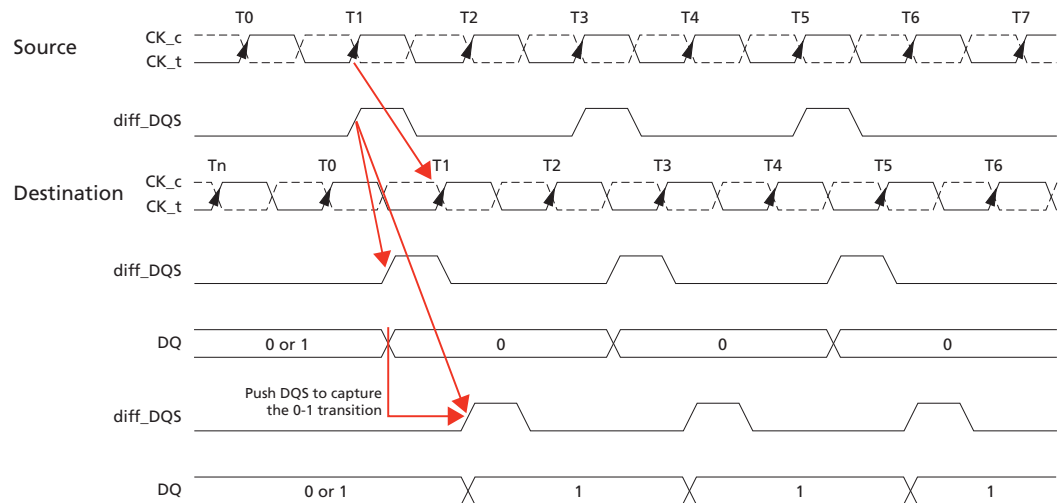 T0 T1 T2 T3 T4 T5 T6 T7
Source
CK_c
CK_t
diff_DQS
Tn T0 T1 T2 T3 T4 T5 T6
Destination
CK_c
CK_t
diff_DQS
DQ 0 or 1 0 0 0
Push DQS to capture
the 0-1 transition
diff_DQS
DQ 0 or 1 1 1 1